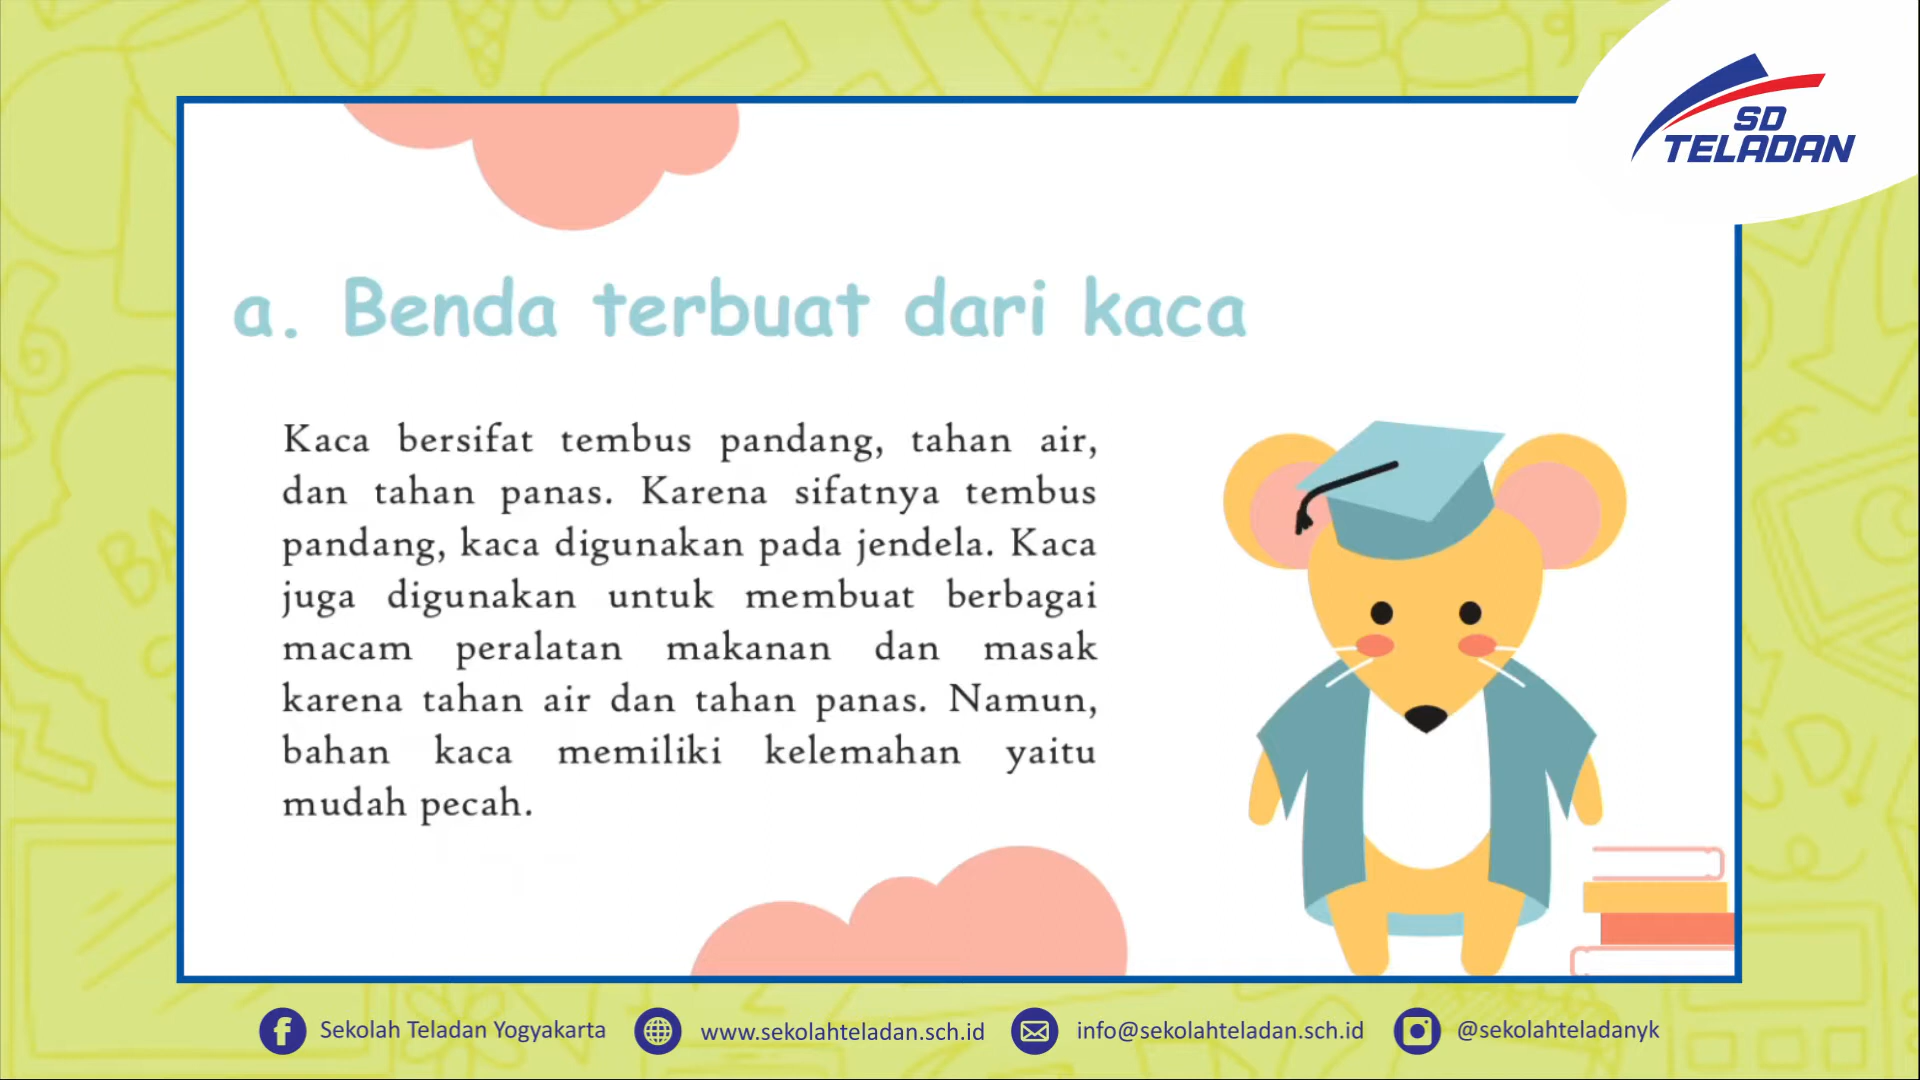 SD
TELADAN
a. Benda terbuat dari kaca
Kaca bersifat tembus pandang, tahan air,
dan tahan panas. Karena sifatnya tembus
pandang, kaca digunakan pada jendela. Kaca
juga digunakan untuk membuat berbagai
macam peralatan makanan dan masak
karena tahan air dan tahan panas. Namun,
bahan kaca memiliki kelemahan yaitu
mudah pecah.
Sekolah Teladan Yogyakarta
www.sekolahteladan.sch.id
info@sekolahteladan.sch.id
@sekolahteladanyk